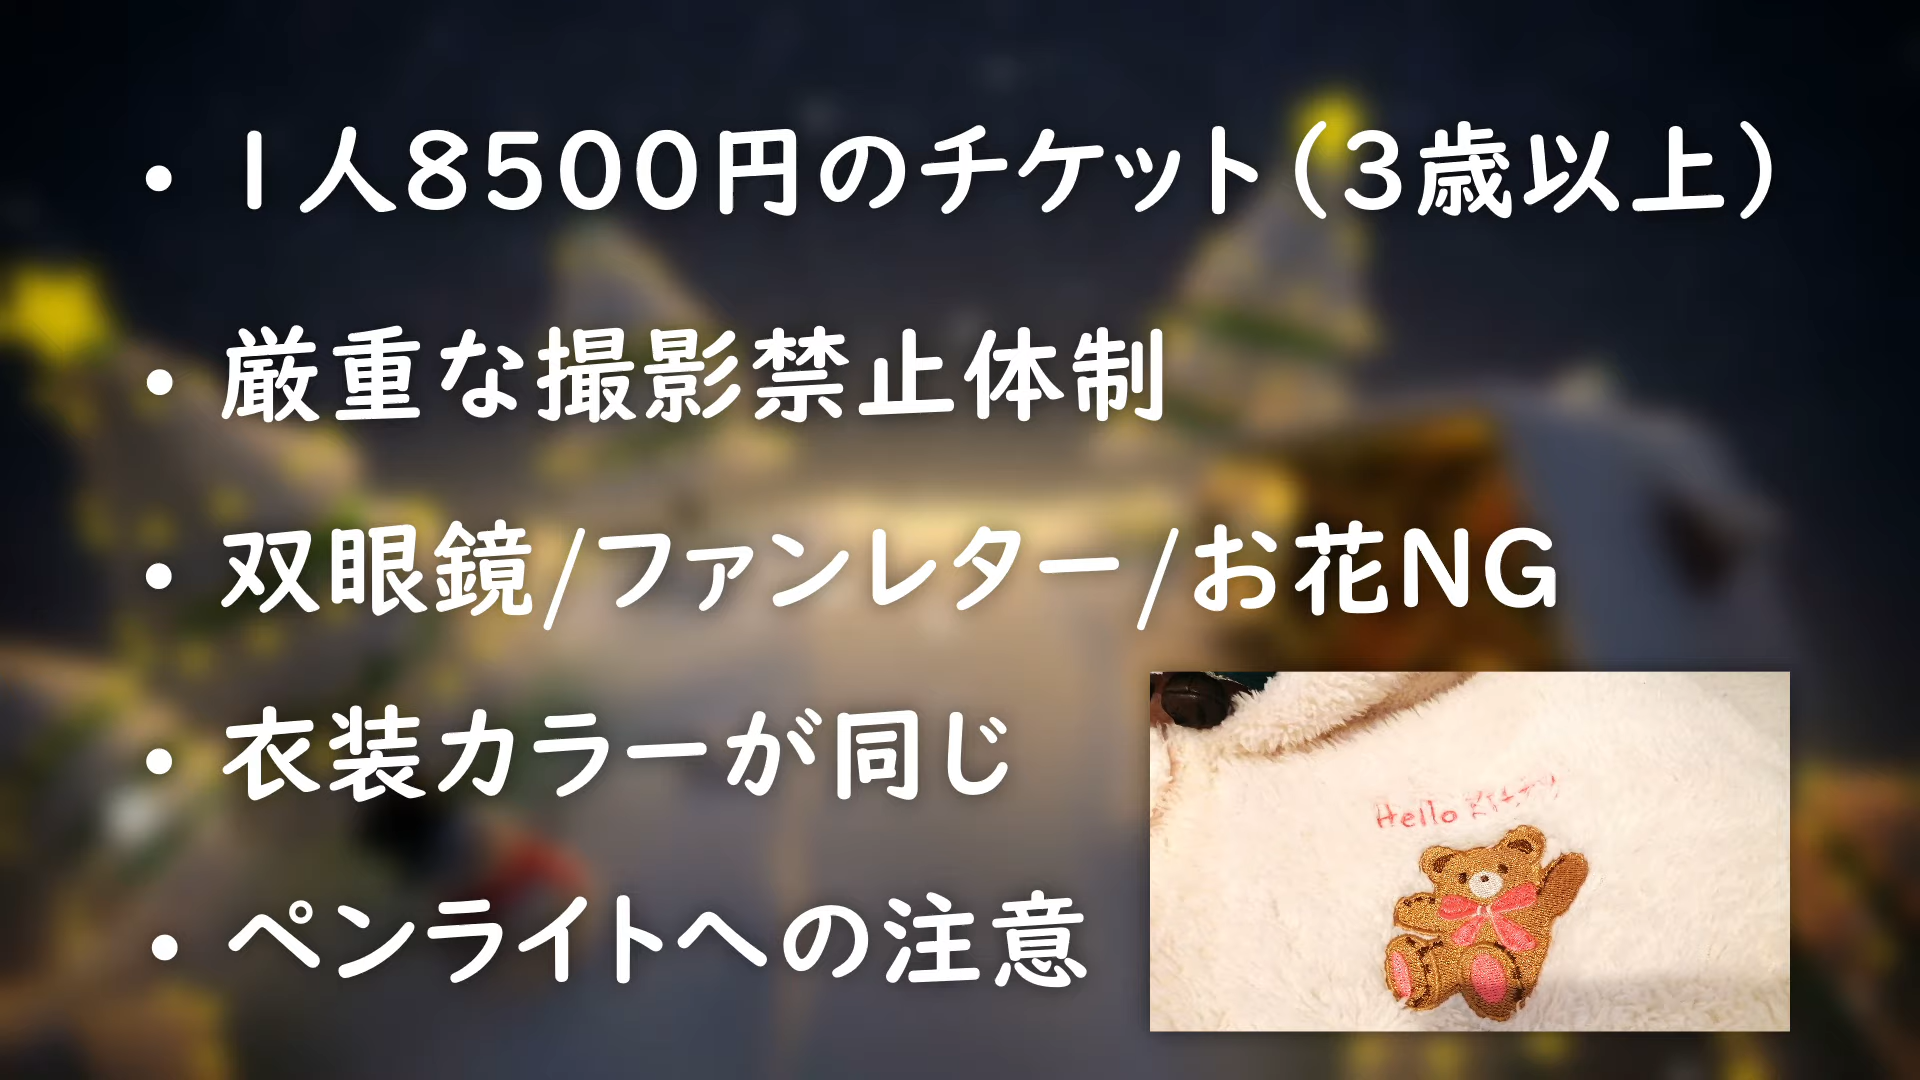 • 1人8500円のチケット(3歳以上)
• 厳重な撮影禁止体制
• 双眼鏡/ファンレター/お花NG
• 衣装カラーが同じ
• ペンライトへの注意
Hello Kitty